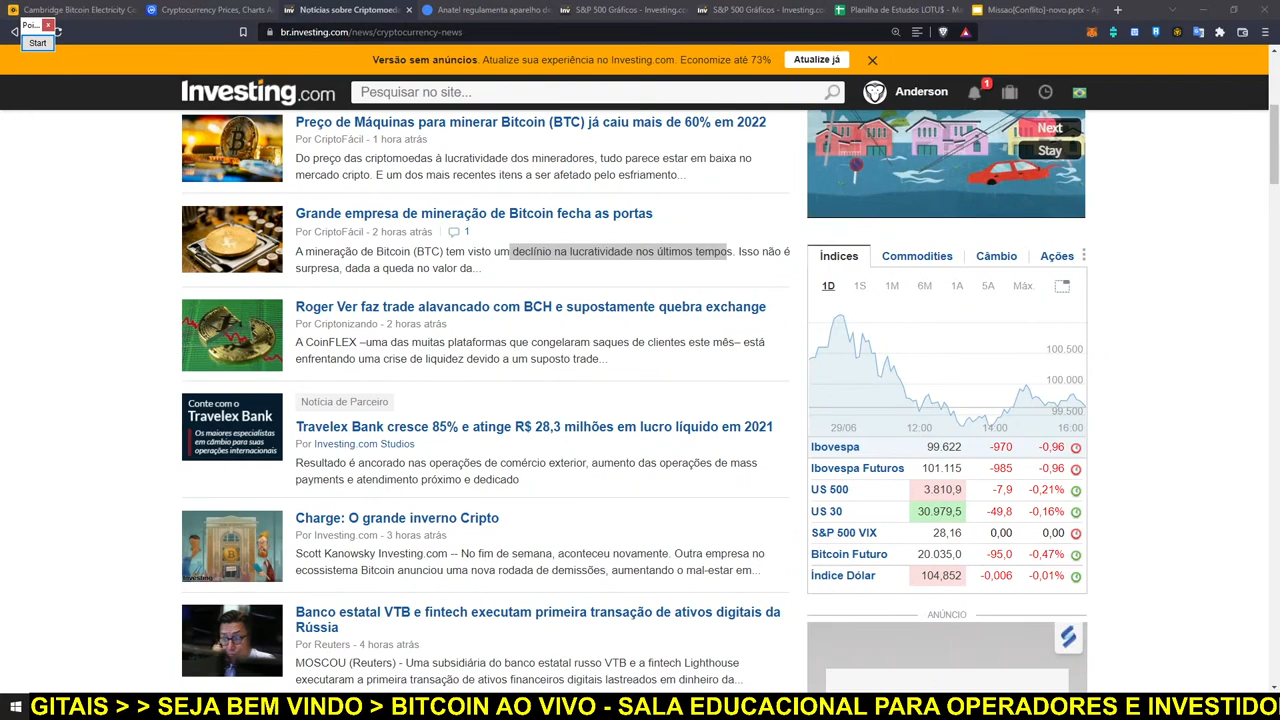 Cambridge Bitcoin Electricity C
Cryptocurrency Prices, Charts A
Notícias sobre Criptomoed
Anatel regulamenta aparelho d
S&P 500 Gráficos - Investing.c
S&P 500 Gráficos - Investing.c
Planilha de Estudos LOTU$ - M
Missao[Conflito]-novo.pptx - Ap
Poi...
Start
br.investing.com/news/cryptocurrency-news
Versão sem anúncios. Atualize sua experiência no Investing.com. Economize até 73%
Atualize já
Investing.com
Pesquisar no site...
Anderson
1
Preço de Máquinas para minerar Bitcoin (BTC) já caiu mais de 60% em 2022
Por CriptoFácil - 1 hora atrás
Do preço das criptomoedas à lucratividade dos mineradores, tudo parece estar em baixa no
mercado cripto. E um dos mais recentes itens a ser afetado pelo esfriamento...
Grande empresa de mineração de Bitcoin fecha as portas
Por CriptoFácil - 2 horas atrás
1
A mineração de Bitcoin (BTC) tem visto um declínio na lucratividade nos últimos tempos. Isso não é
surpresa, dada a queda no valor da...
Roger Ver faz trade alavancado com BCH e supostamente quebra exchange
Por Criptonizando - 2 horas atrás
A CoinFLEX –uma das muitas plataformas que congelaram saques de clientes este mês– está
enfrentando uma crise de liquidez devido a um suposto trade...
Conte com o
Travelex Bank
Os maiores especialistas
em câmbio para suas
operações internacionais
Notícia de Parceiro
Travelex Bank cresce 85% e atinge R$ 28,3 milhões em lucro líquido em 2021
Por Investing.com Studios
Resultado é ancorado nas operações de comércio exterior, aumento das operações de mass
payments e atendimento próximo e dedicado
Charge: O grande inverno Cripto
Por Investing.com - 3 horas atrás
Scott Kanowsky Investing.com -- No fim de semana, aconteceu novamente. Outra empresa no
ecossistema Bitcoin anunciou uma nova rodada de demissões, aumentando o mal-estar em...
Investing
Banco estatal VTB e fintech executam primeira transação de ativos digitais da
Rússia
Por Reuters - 4 horas atrás
MOSCOU (Reuters) - Uma subsidiária do banco estatal russo VTB e a fintech Lighthouse
executaram a primeira transação de ativos financeiros digitais lastreados em dinheiro da...
Next
Stay
Índices
Commodities
Câmbio
Ações
1D
1S
1M
6M
1A
5A
Máx.
100.500
100.000
99.500
29/06
12:00
14:00
16:00
Ibovespa 99.622 -970 -0,96
Ibovespa Futuros 101.115 -985 -0,96
US 500 3.810,9 -7,9 -0,21%
US 30 30.979,5 -49,8 -0,16%
S&P 500 VIX 28,16 0,00 0,00
Bitcoin Futuro 20.035,0 -95,0 -0,47%
Índice Dólar 104,852 -0,006 -0,01%
ANÚNCIO
GITAIS > > SEJA BEM VINDO > BITCOIN AO VIVO - SALA EDUCACIONAL PARA OPERADORES E INVESTIDO